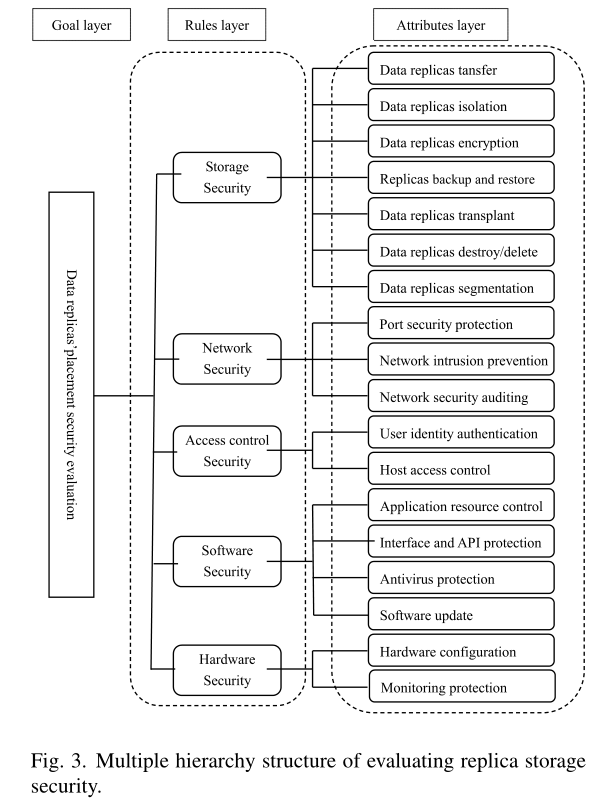 Goal layer
Rules layer
Attributes layer
Data replicas'placement security evaluation
Storage
Security
Data replicas tansfer
Data replicas isolation
Data replicas encryption
Replicas backup and restore
Data replicas transplant
Data replicas destroy/delete
Data replicas segmentation
Network
Security
Port security protection
Network intrusion prevention
Network security auditing
Access control
Security
User identity authentication
Host access control
Software
Security
Application resource control
Interface and API protection
Antivirus protection
Software update
Hardware
Security
Hardware configuration
Monitoring protection
Fig. 3. Multiple hierarchy structure of evaluating replica storage
security.